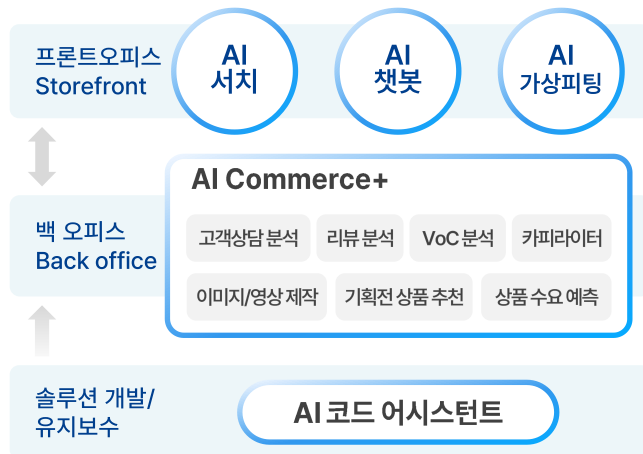 프론트오피스
Storefront
AI
서치
AI
챗봇
AI
가상피팅
AI Commerce+
백 오피스
Back office
고객상담 분석
리뷰 분석
VoC 분석
카피라이터
이미지/영상 제작
기획전 상품 추천
상품 수요 예측
솔루션 개발/
유지보수
AI 코드 어시스턴트